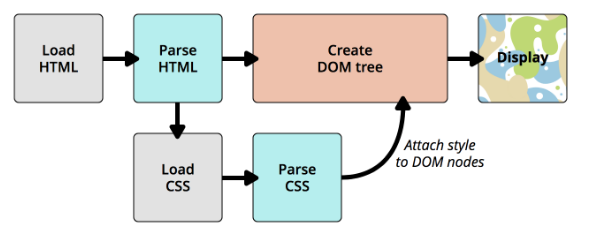 Load
HTML
Parse
HTML
Create
DOM tree
Display
Load
CSS
Parse
CSS
Attach style
to DOM nodes